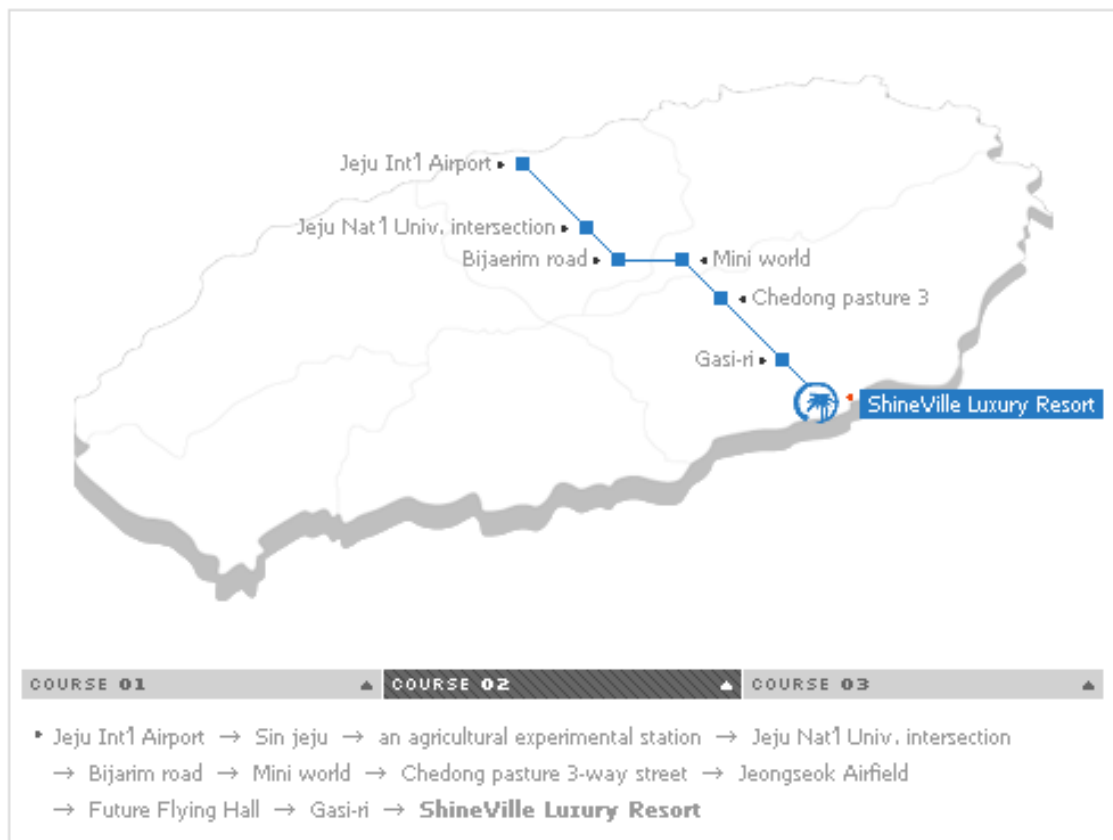 Jeju Int'l Airport
Jeju Nat'l Univ. intersection
Bijaerim road
Mini world
Chedong pasture 3
Gasi-ri
ShineVille Luxury Resort
COURSE 01
COURSE 02
COURSE 03
Jeju Int'l Airport → Sin jeju → an agricultural experimental station → Jeju Nat'l Univ. intersection
→ Bijarim road → Mini world → Chedong pasture 3-way street → Jeongseok Airfield
→ Future Flying Hall → Gasi-ri → ShineVille Luxury Resort